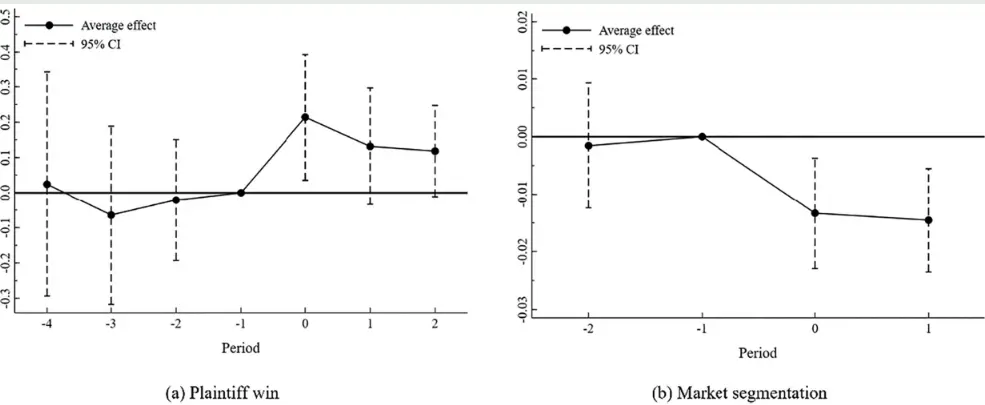 Average effect
95% CI
0.5
0.4
0.3
0.2
0.1
0.0
-0.1
-0.2
-0.3
-4 -3 -2 -1 0 1 2
Period
(a) Plaintiff win
Average effect
95% CI
0.02
0.01
0.00
-0.01
-0.02
-0.03
-2 -1 0 1
Period
(b) Market segmentation